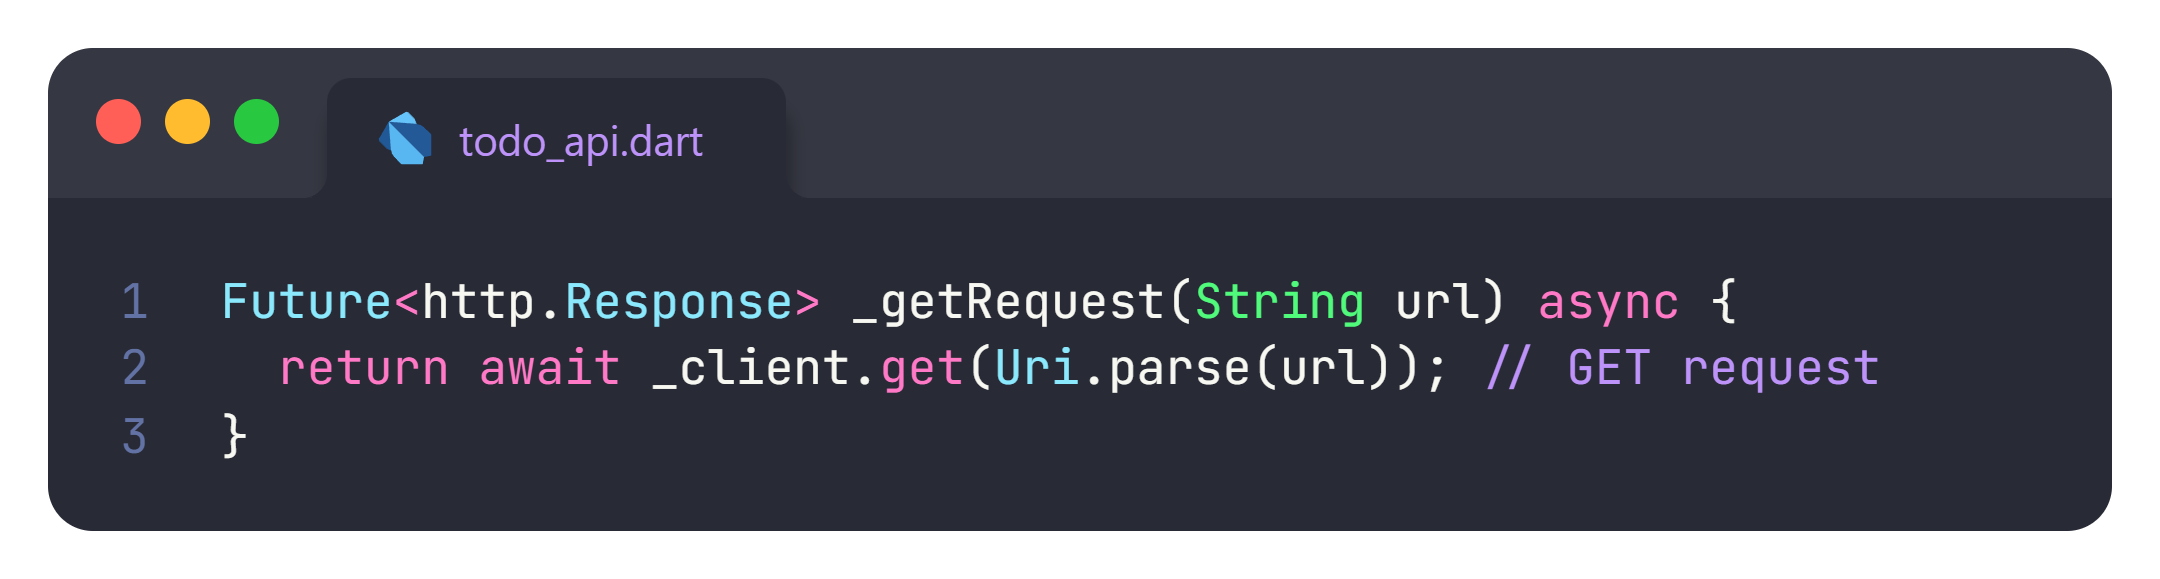 todo_api.dart
1 Future<http.Response> _getRequest(String url) async {
2   return await _client.get(Uri.parse(url)); // GET request
3 }